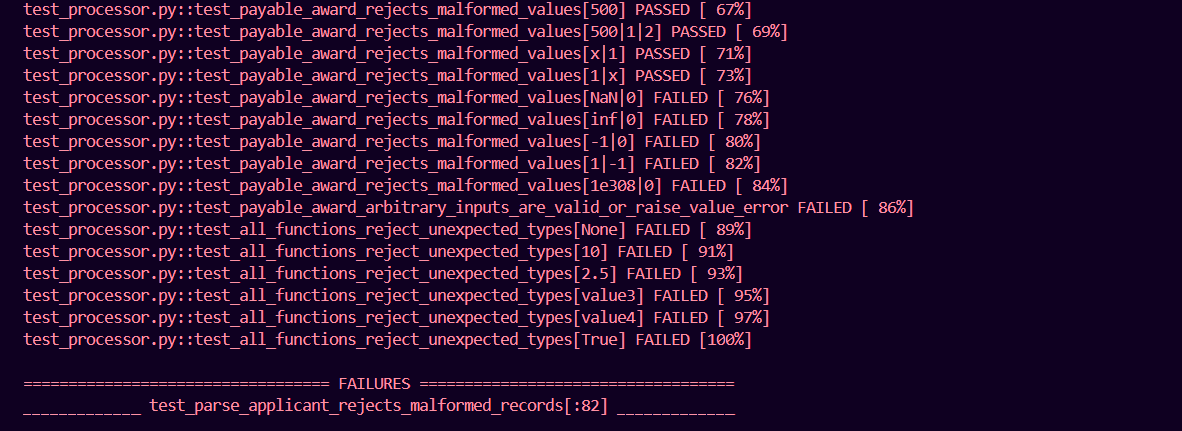 test_processor.py::test_payable_award_rejects_malformed_values[500] PASSED [ 67%]
test_processor.py::test_payable_award_rejects_malformed_values[500|1|2] PASSED [ 69%]
test_processor.py::test_payable_award_rejects_malformed_values[x|1] PASSED [ 71%]
test_processor.py::test_payable_award_rejects_malformed_values[1|x] PASSED [ 73%]
test_processor.py::test_payable_award_rejects_malformed_values[NaN|0] FAILED [ 76%]
test_processor.py::test_payable_award_rejects_malformed_values[inf|0] FAILED [ 78%]
test_processor.py::test_payable_award_rejects_malformed_values[-1|0] FAILED [ 80%]
test_processor.py::test_payable_award_rejects_malformed_values[1|-1] FAILED [ 82%]
test_processor.py::test_payable_award_rejects_malformed_values[1e308|0] FAILED [ 84%]
test_processor.py::test_payable_award_arbitrary_inputs_are_valid_or_raise_value_error FAILED [ 86%]
test_processor.py::test_all_functions_reject_unexpected_types[None] FAILED [ 89%]
test_processor.py::test_all_functions_reject_unexpected_types[10] FAILED [ 91%]
test_processor.py::test_all_functions_reject_unexpected_types[2.5] FAILED [ 93%]
test_processor.py::test_all_functions_reject_unexpected_types[value3] FAILED [ 95%]
test_processor.py::test_all_functions_reject_unexpected_types[value4] FAILED [ 97%]
test_processor.py::test_all_functions_reject_unexpected_types[True] FAILED [100%]
================================== FAILURES ===================================
_____________ test_parse_applicant_rejects_malformed_records[:82] _____________